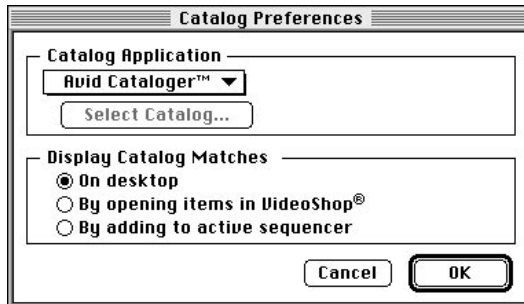 Catalog Preferences
Catalog Application
Avid Cataloger™
Select Catalog...
Display Catalog Matches
On desktop
By opening items in VideoShop®
By adding to active sequencer
Cancel
OK